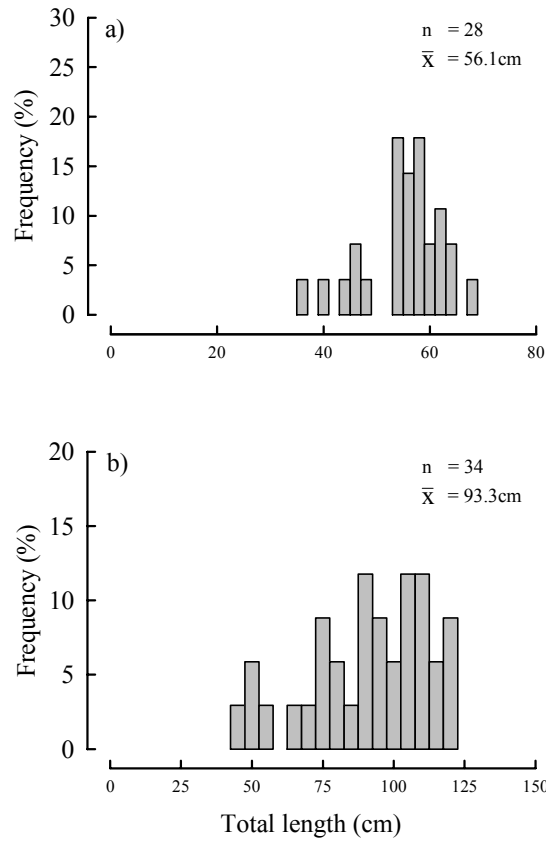 a)
n = 28
x̄ = 56.1cm
Frequency (%)
30
25
20
15
10
5
0
0 20 40 60 80
b)
n = 34
x̄ = 93.3cm
Frequency (%)
20
15
10
5
0
0 25 50 75 100 125 150
Total length (cm)